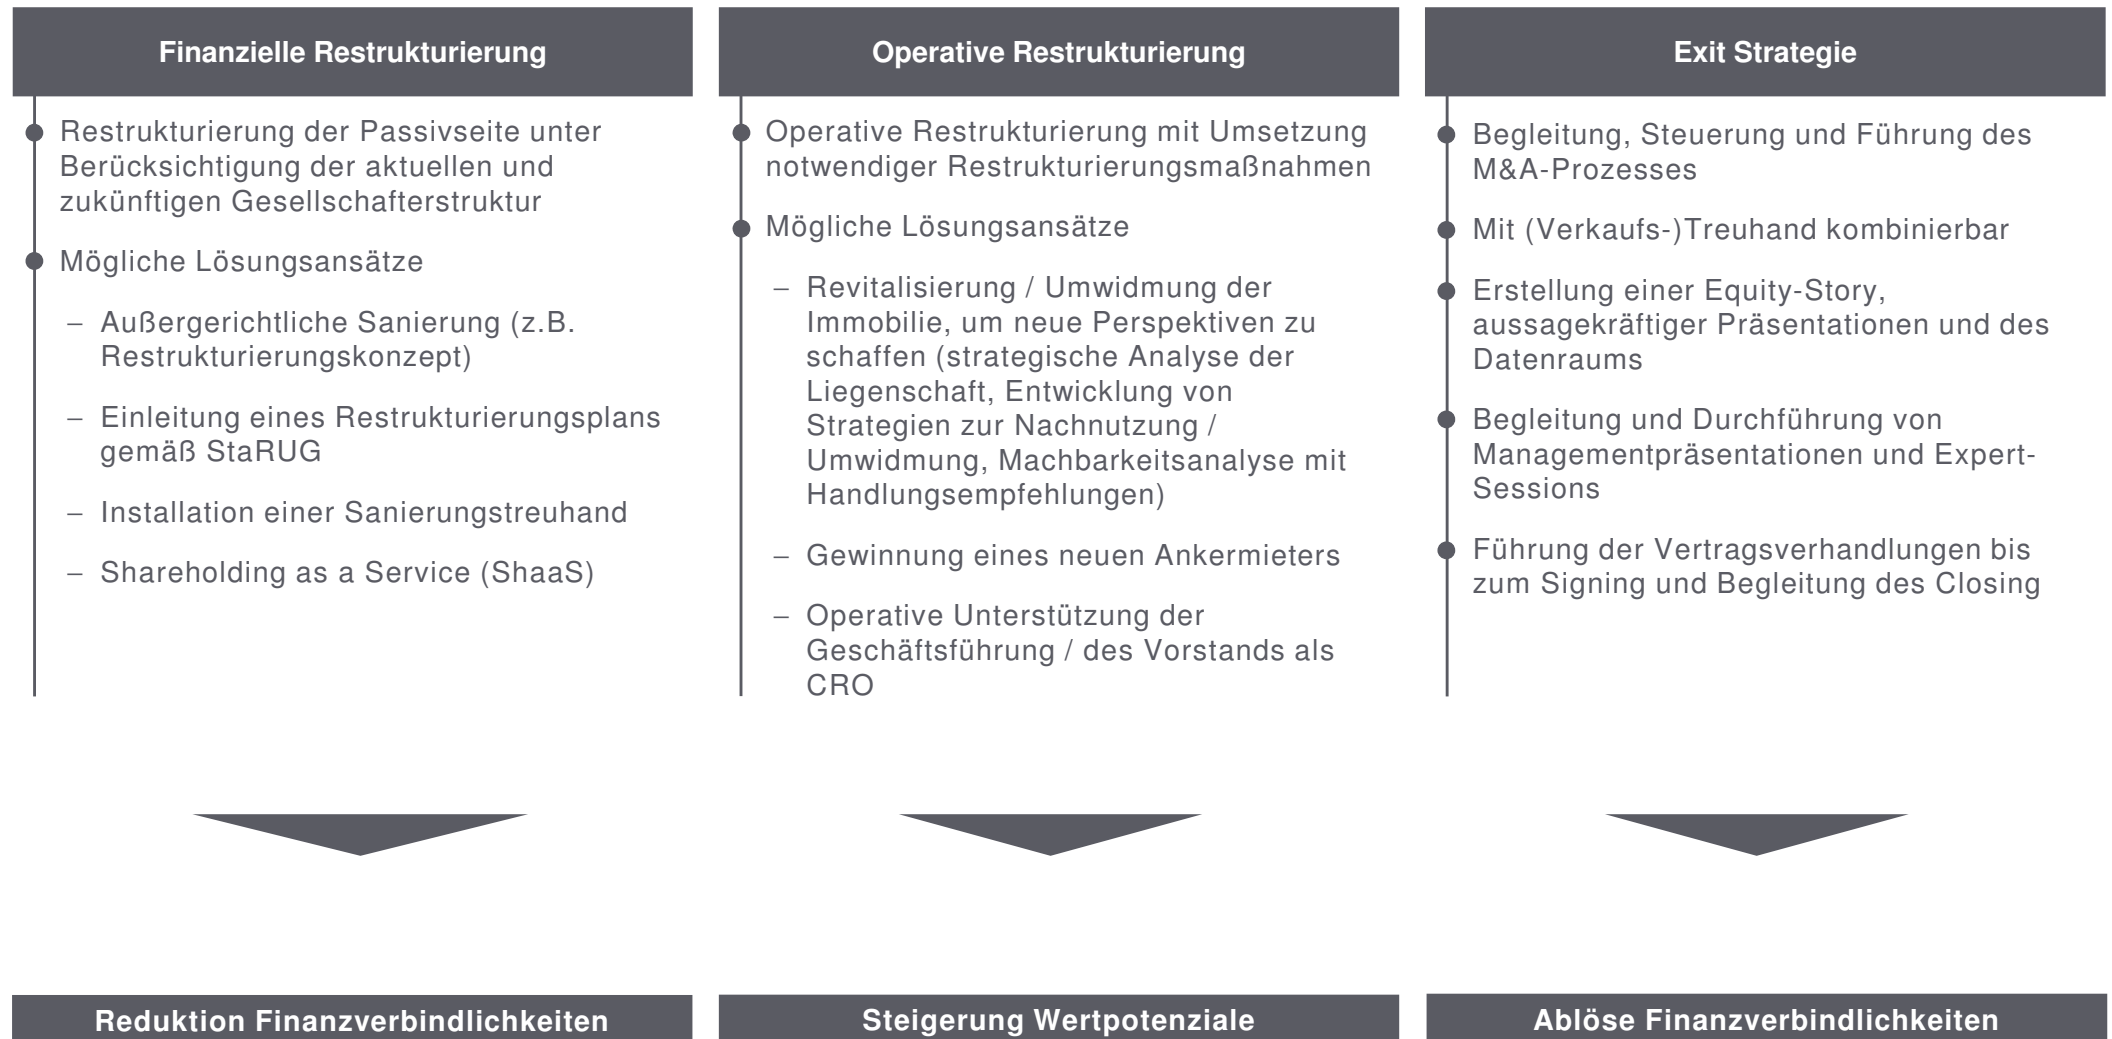 Finanzielle Restrukturierung
Restrukturierung der Passivseite unter
Berücksichtigung der aktuellen und
zukünftigen Gesellschafterstruktur
Mögliche Lösungsansätze
– Außergerichtliche Sanierung (z.B.
Restrukturierungskonzept)
– Einleitung eines Restrukturierungsplans
gemäß StaRUG
– Installation einer Sanierungstreuhand
– Shareholding as a Service (ShaaS)
Reduktion Finanzverbindlichkeiten
Operative Restrukturierung
Operative Restrukturierung mit Umsetzung
notwendiger Restrukturierungsmaßnahmen
Mögliche Lösungsansätze
– Revitalisierung / Umwidmung der
Immobilie, um neue Perspektiven zu
schaffen (strategische Analyse der
Liegenschaft, Entwicklung von
Strategien zur Nachnutzung /
Umwidmung, Machbarkeitsanalyse mit
Handlungsempfehlungen)
– Gewinnung eines neuen Ankermieters
– Operative Unterstützung der
Geschäftsführung / des Vorstands als
CRO
Steigerung Wertpotenziale
Exit Strategie
Begleitung, Steuerung und Führung des
M&A-Prozesses
Mit (Verkaufs-)Treuhand kombinierbar
Erstellung einer Equity-Story,
aussagekräftiger Präsentationen und des
Datenraums
Begleitung und Durchführung von
Managementpräsentationen und Expert-
Sessions
Führung der Vertragsverhandlungen bis
zum Signing und Begleitung des Closing
Ablöse Finanzverbindlichkeiten